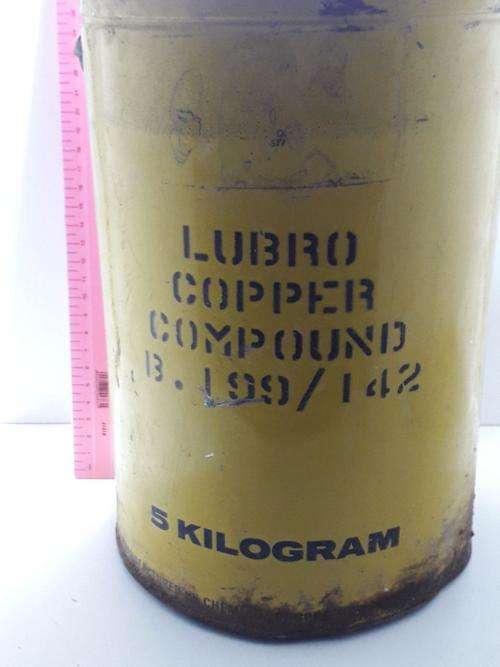 LUBRO
COPPER
COMPOUND
B.199/142
5 KILOGRAM